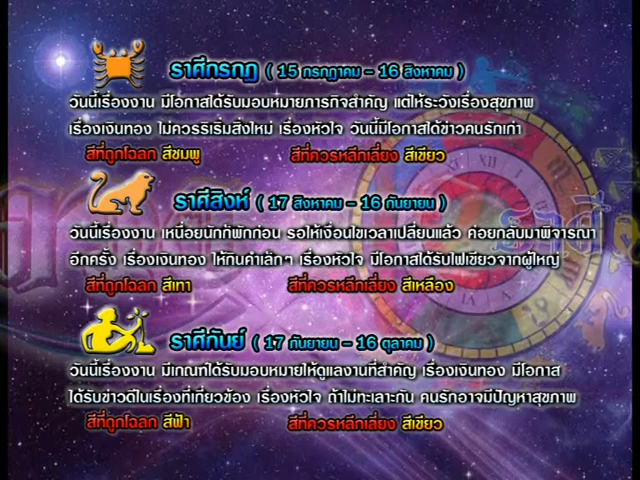 ราศีกรกฎ ( 15 กรกฎาคม - 16 สิงหาคม )
วันนี้เรื่องงาน มีโอกาสได้รับมอบหมายภารกิจสำคัญ แต่ให้ระวังเรื่องสุขภาพ
เรื่องเงินทอง ไม่ควรริเริ่มสิ่งใหม่ เรื่องหัวใจ วันนี้มีโอกาสได้ข่าวคนรักเก่า
สีที่ถูกโฉลก สีชมพู สีที่ควรหลีกเลี่ยง สีเขียว
ราศีสิงห์ ( 17 สิงหาคม - 16 กันยายน )
วันนี้เรื่องงาน เหนื่อยนักก็พักก่อน รอให้เงื่อนไขเวลาเปลี่ยนแล้ว ค่อยกลับมาพิจารณา
อีกครั้ง เรื่องเงินทอง ให้กินคำเล็กๆ เรื่องหัวใจ มีโอกาสได้รับไฟเขียวจากผู้ใหญ่
สีที่ถูกโฉลก สีเทา สีที่ควรหลีกเลี่ยง สีเหลือง
ราศีกันย์ ( 17 กันยายน - 16 ตุลาคม )
วันนี้เรื่องงาน มีเกณฑ์ได้รับมอบหมายให้ดูแลงานที่สำคัญ เรื่องเงินทอง มีโอกาส
ได้รับข่าวดีในเรื่องที่เกี่ยวข้อง เรื่องหัวใจ ถ้าไม่ทะเลาะกัน คนรักอาจมีปัญหาสุขภาพ
สีที่ถูกโฉลก สีฟ้า สีที่ควรหลีกเลี่ยง สีเขียว